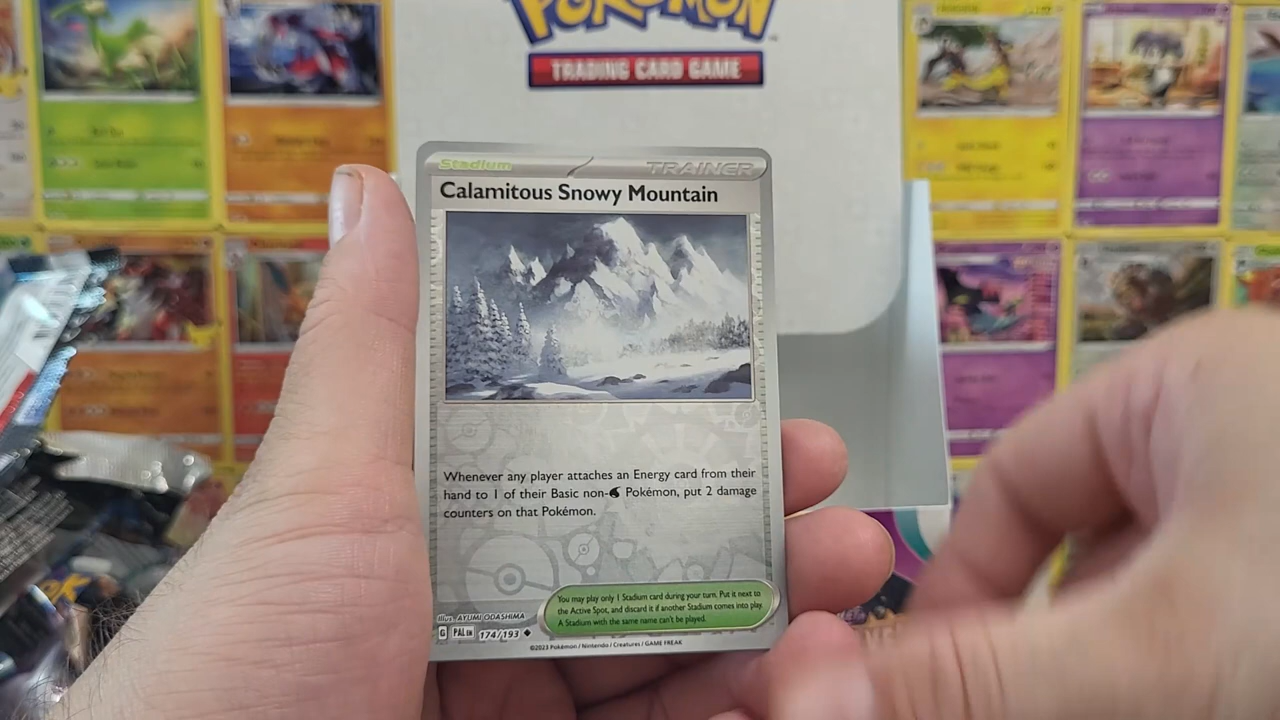 POKÉMON
TRADING CARD GAME
Stadium
TRAINER
Calamitous Snowy Mountain
Whenever any player attaches an Energy card from their
hand to 1 of their Basic non- Pokémon, put 2 damage
counters on that Pokémon.
You may play only 1 Stadium card during your turn. Put it next to
the Active Spot, and discard it if another Stadium comes into play.
A Stadium with the same name can't be played.
Illus. AYUMI ODASHIMA
G PAL EN 174/193
©2023 Pokémon / Nintendo / Creatures / GAME FREAK